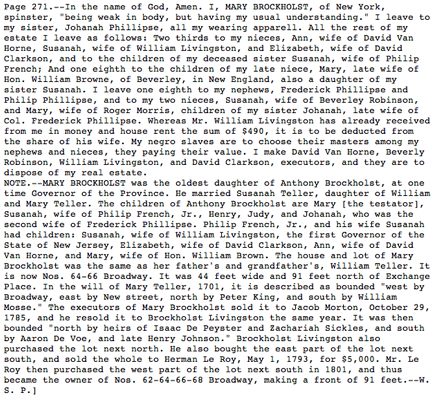 Page 271.--In the name of God, Amen. I, MARY BROCKHOLST, of New York,
spinster, "being weak in body, but having my usual understanding." I leave to
my sister, Johanah Phillipse, all my wearing apparell. All the rest of my
estate I leave as follows: Two thirds to my nieces, Ann, wife of David Van
Horne, Susanah, wife of William Livingston, and Elizabeth, wife of David
Clarkson, and to the children of my deceased sister Susanah, wife of Philip
French; And one eighth to the children of my late niece, Mary, late wife of
Hon. William Browne, of Beverley, in New England, also a daughter of my
sister Susanah. I leave one eighth to my nephews, Frederick Phillipse and
Philip Phillipse, and to my two nieces, Susanah, wife of Beverley Robinson,
and Mary, wife of Roger Morris, children of my sister Johanah, late wife of
Col. Frederick Phillipse. Whereas Mr. William Livingston has already received
from me in money and house rent the sum of $490, it is to be deducted from
the share of his wife. My negro slaves are to choose their masters among my
nephews and nieces, they paying their value. I make David Van Horne, Beverly
Robinson, William Livingston, and David Clarkson, executors, and they are to
dispose of my real estate.
NOTE.--MARY BROCKHOLST was the oldest daughter of Anthony Brockholst, at one
time Governor of the Province. He married Susanah Teller, daughter of William
and Mary Teller. The children of Anthony Brockholst are Mary [the testator],
Susanah, wife of Philip French, Jr., Henry, Judy, and Johanah, who was the
second wife of Frederick Phillipse. Philip French, Jr., and his wife Susanah
had children: Susanah, wife of William Livingston, the first Governor of the
State of New Jersey, Elizabeth, wife of David Clarkson, Ann, wife of David
Van Horne, and Mary, wife of Hon. William Brown. The house and lot of Mary
Brockholst was the same as her father's and grandfather's, William Teller. It
is now Nos. 64-66 Broadway. It was 44 feet wide and 91 feet north of Exchange
Place. In the will of Mary Teller, 1701, it is described as bounded "west by
Broadway, east by New street, north by Peter King, and south by William
Mosse." The executors of Mary Brockholst sold it to Jacob Morton, October 29,
1785, and he resold it to Brockholst Livingston the same year. It was then
bounded "north by heirs of Isaac De Peyster and Zachariah Sickles, and south
by Aaron De Voe, and late Henry Johnson." Brockholst Livingston also
purchased the lot next north. He also bought the east part of the lot next
south, and sold the whole to Herman Le Roy, May 1, 1793, for $5,000. Mr. Le
Roy then purchased the west part of the lot next south in 1801, and thus
became the owner of Nos. 62-64-66-68 Broadway, making a front of 91 feet.--W.
S. P.]